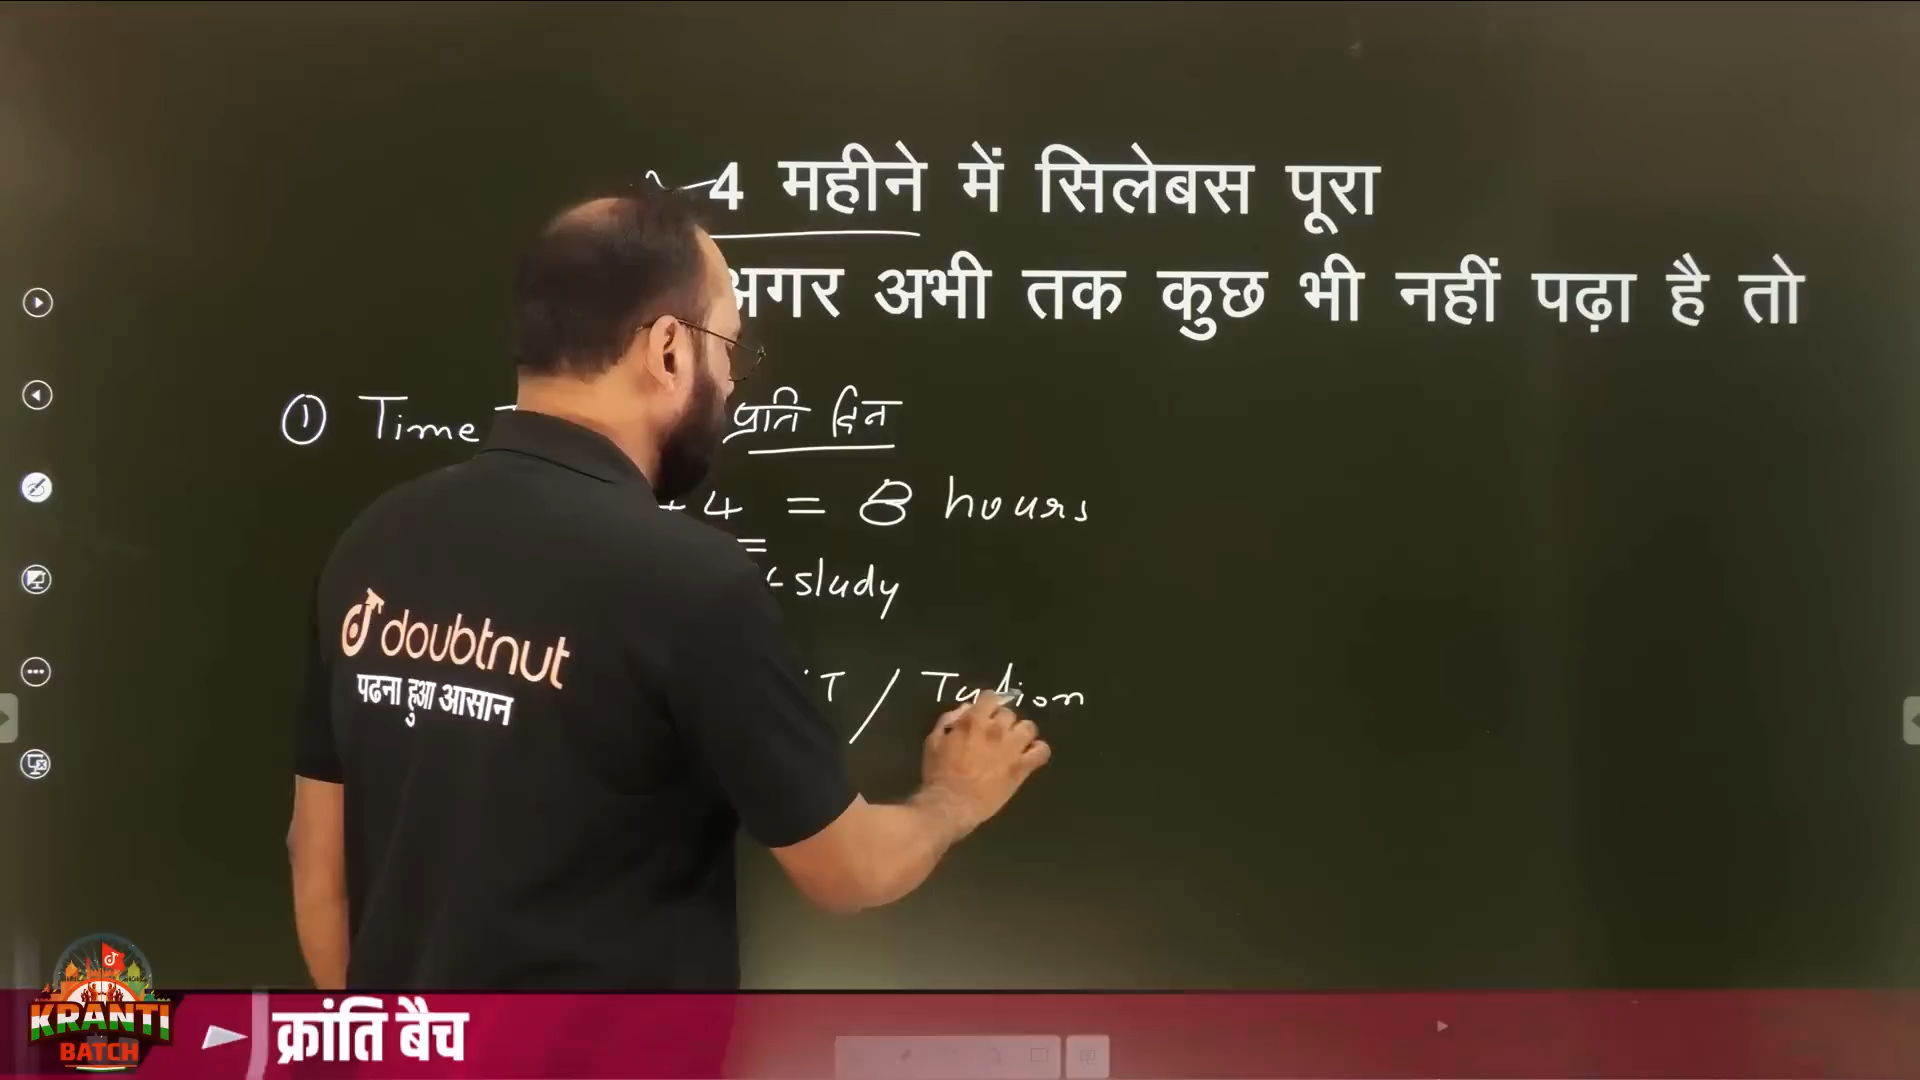 4 महीने में सिलेबस पूरा
अगर अभी तक कुछ भी नहीं पढ़ा है तो
① Time प्रति दिन
+ 4 = 8 hours
study
T / Tution
doubtnut
पढना हुआ आसान
KRANTI
BATCH
क्रांति बैच